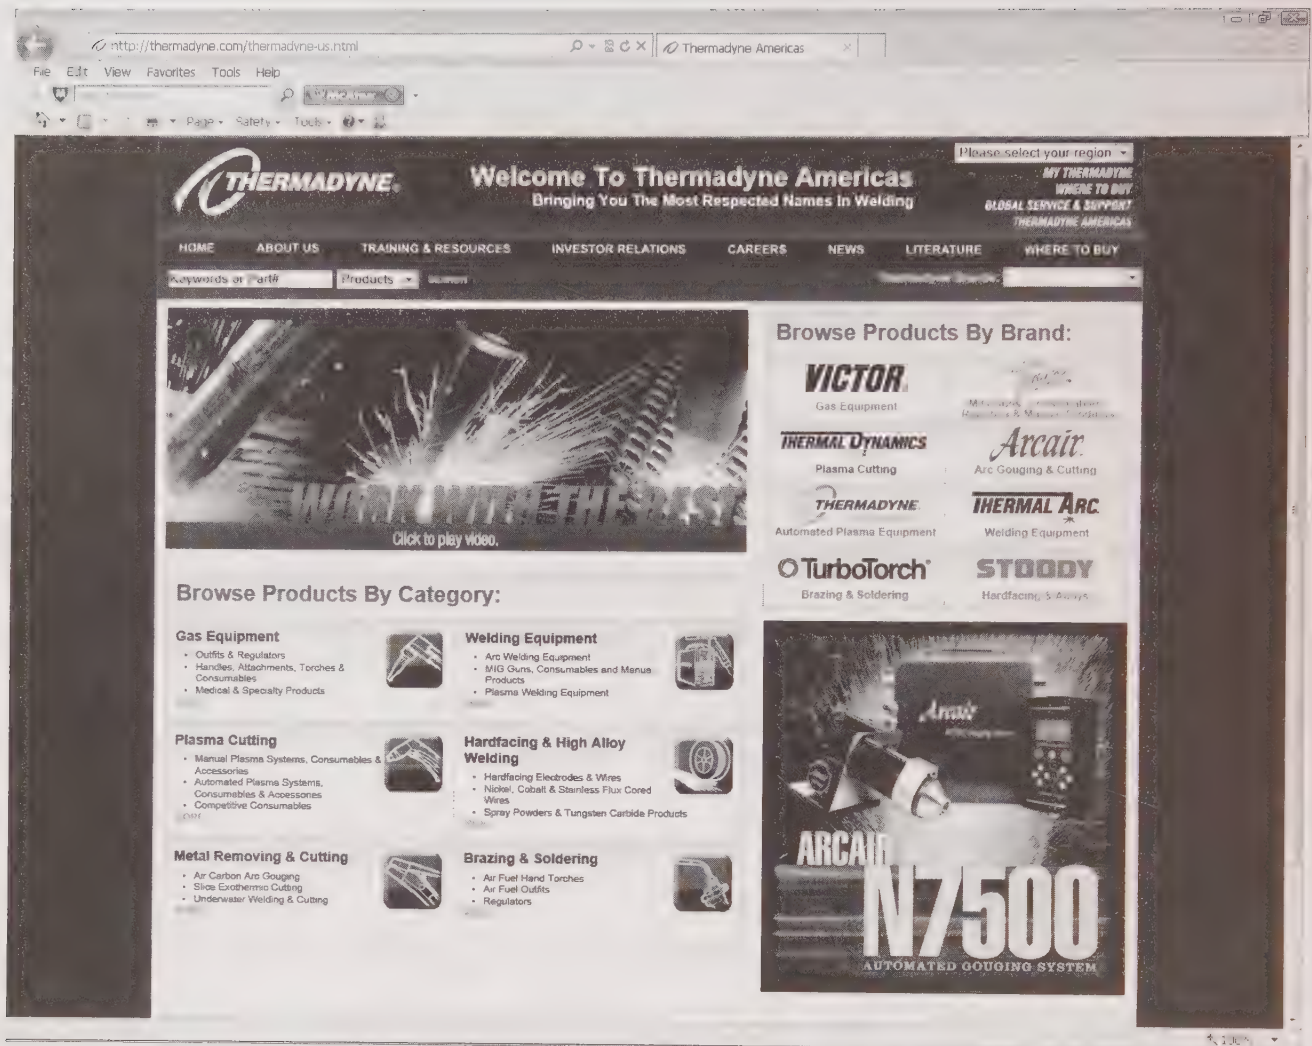 http://thermadyne.com/thermadyne-us.html
Thermadyne Americas
File Edit View Favorites Tools Help
Page Safety Tools
Please select your region
THERMADYNE®
Welcome To Thermadyne Americas
Bringing You The Most Respected Names In Welding
MY THERMADYNE
WHERE TO BUY
GLOBAL SERVICE & SUPPORT
THERMADYNE AMERICAS
HOME ABOUT US TRAINING & RESOURCES INVESTOR RELATIONS CAREERS NEWS LITERATURE WHERE TO BUY
Keywords or Part# Products
WORK WITH THE BEST
Click to play video.
Browse Products By Brand:
VICTOR®
Gas Equipment
THERMAL DYNAMICS
Plasma Cutting
Arcair.
Arc Gouging & Cutting
THERMADYNE.
Automated Plasma Equipment
THERMAL ARC.
Welding Equipment
TurboTorch®
Brazing & Soldering
STOODY
Hardfacing & Alloys
Browse Products By Category:
Gas Equipment
• Outfits & Regulators
• Handles, Attachments, Torches &
Consumables
• Medical & Specialty Products
Welding Equipment
• Arc Welding Equipment
• MIG Guns, Consumables and Manual
Products
• Plasma Welding Equipment
Plasma Cutting
• Manual Plasma Systems, Consumables &
Accessories
• Automated Plasma Systems,
Consumables & Accessories
• Competitive Consumables
Hardfacing & High Alloy
Welding
• Hardfacing Electrodes & Wires
• Nickel, Cobalt & Stainless Flux Cored
Wires
• Spray Powders & Tungsten Carbide Products
Metal Removing & Cutting
• Air Carbon Arc Gouging
• Slice Exothermic Cutting
• Underwater Welding & Cutting
Brazing & Soldering
• Air Fuel Hand Torches
• Air Fuel Outfits
• Regulators
Arcair
ARCAIR
N7500
AUTOMATED GOUGING SYSTEM
100%